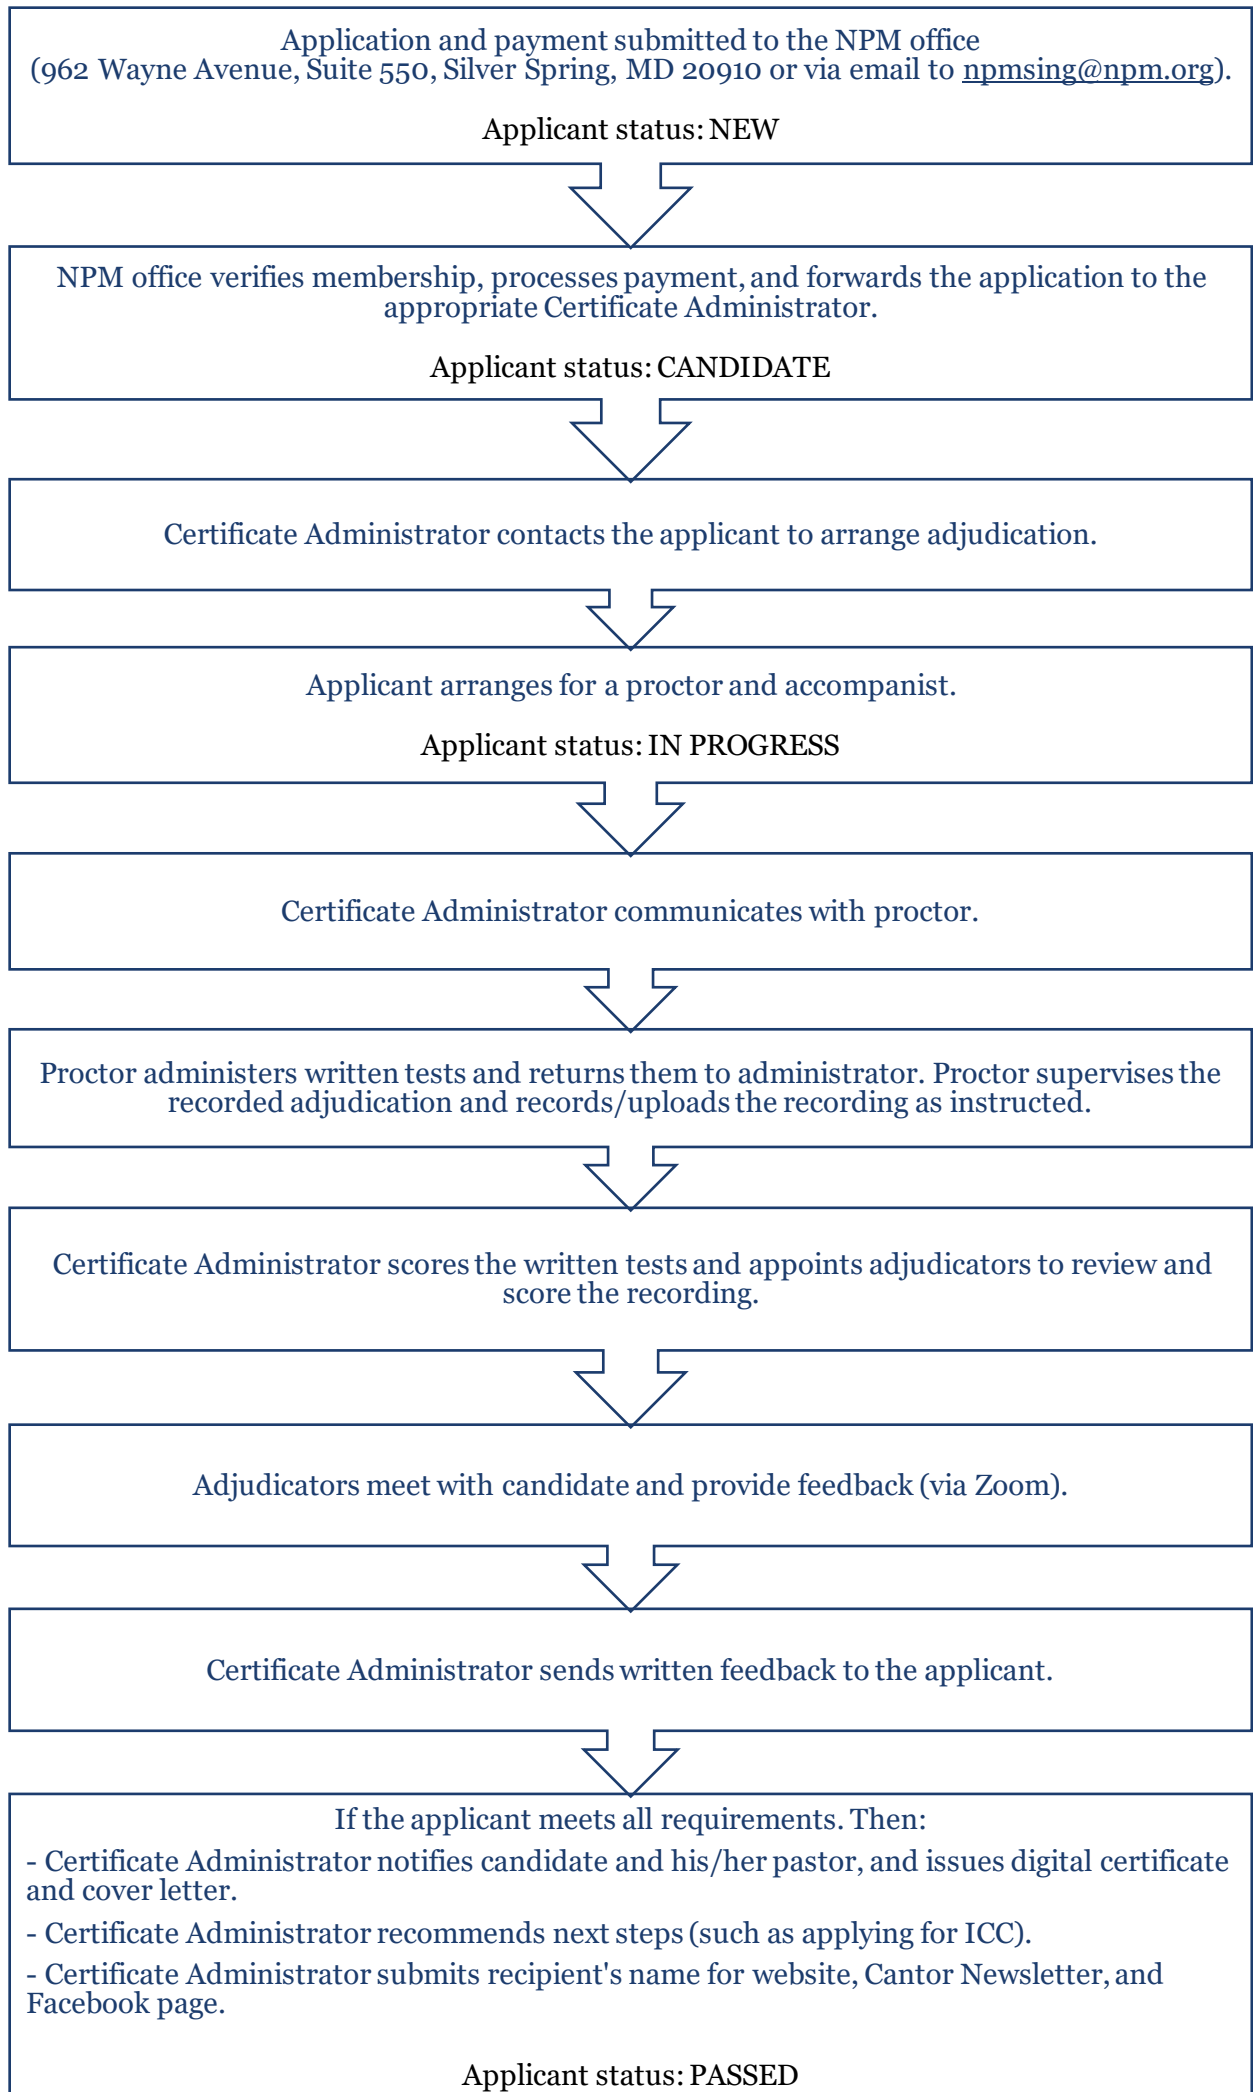 Application and payment submitted to the NPM office
(962 Wayne Avenue, Suite 550, Silver Spring, MD 20910 or via email to npmsing@npm.org).
Applicant status: NEW
NPM office verifies membership, processes payment, and forwards the application to the
appropriate Certificate Administrator.
Applicant status: CANDIDATE
Certificate Administrator contacts the applicant to arrange adjudication.
Applicant arranges for a proctor and accompanist.
Applicant status: IN PROGRESS
Certificate Administrator communicates with proctor.
Proctor administers written tests and returns them to administrator. Proctor supervises the
recorded adjudication and records/uploads the recording as instructed.
Certificate Administrator scores the written tests and appoints adjudicators to review and
score the recording.
Adjudicators meet with candidate and provide feedback (via Zoom).
Certificate Administrator sends written feedback to the applicant.
If the applicant meets all requirements. Then:
- Certificate Administrator notifies candidate and his/her pastor, and issues digital certificate
and cover letter.
- Certificate Administrator recommends next steps (such as applying for ICC).
- Certificate Administrator submits recipient's name for website, Cantor Newsletter, and
Facebook page.
Applicant status: PASSED